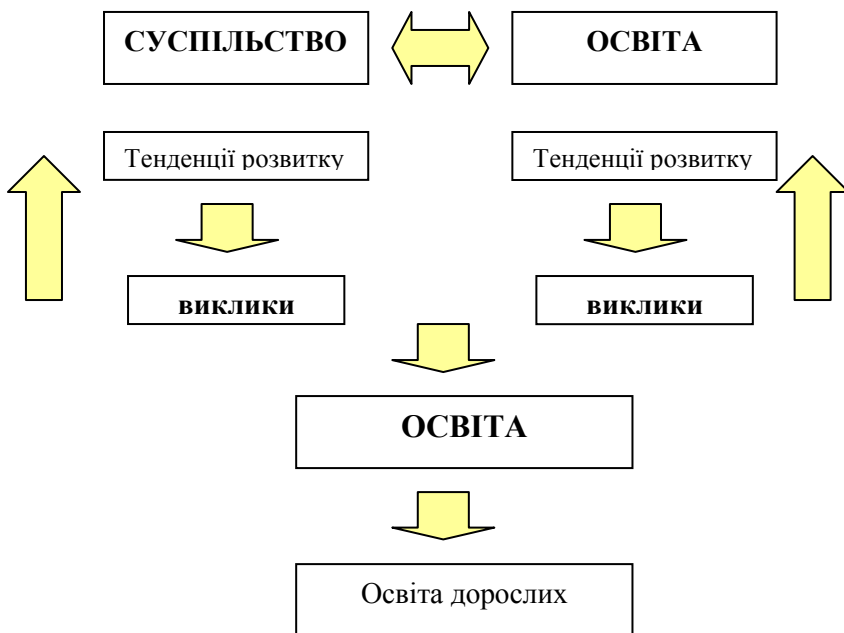 СУСПІЛЬСТВО
ОСВІТА
Тенденції розвитку
Тенденції розвитку
виклики
виклики
ОСВІТА
Освіта дорослих